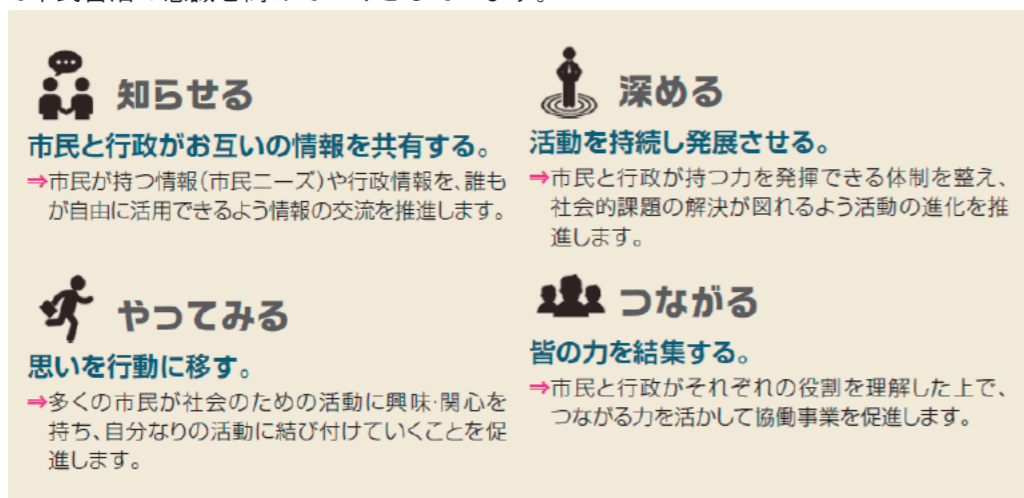 知らせる
市民と行政がお互いの情報を共有する。
⇒市民が持つ情報(市民ニーズ)や行政情報を、誰も
が自由に活用できるよう情報の交流を推進します。
やってみる
思いを行動に移す。
⇒多くの市民が社会のための活動に興味・関心を
持ち、自分なりの活動に結び付けていくことを促
進します。
深める
活動を持続し発展させる。
⇒市民と行政が持つ力を発揮できる体制を整え、
社会的課題の解決が図れるよう活動の進化を推
進します。
つながる
皆の力を結集する。
⇒市民と行政がそれぞれの役割を理解した上で、
つながる力を活かして協働事業を促進します。